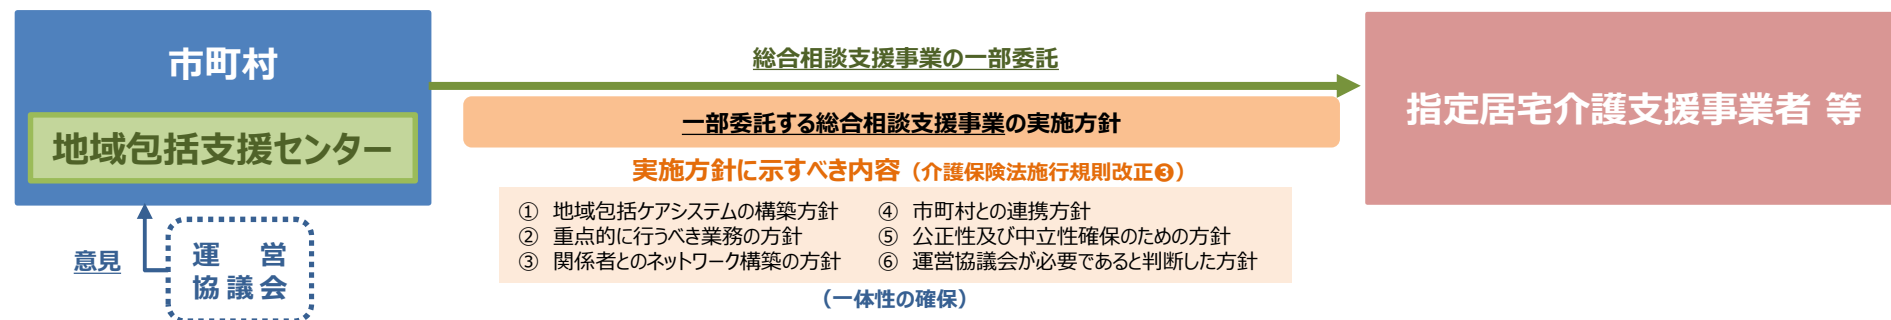 市町村
地域包括支援センター
意見
運 営
協議会
総合相談支援事業の一部委託
一部委託する総合相談支援事業の実施方針
実施方針に示すべき内容（介護保険法施行規則改正❸）
① 地域包括ケアシステムの構築方針
② 重点的に行うべき業務の方針
③ 関係者とのネットワーク構築の方針
④ 市町村との連携方針
⑤ 公正性及び中立性確保のための方針
⑥ 運営協議会が必要であると判断した方針
（一体性の確保）
指定居宅介護支援事業者 等